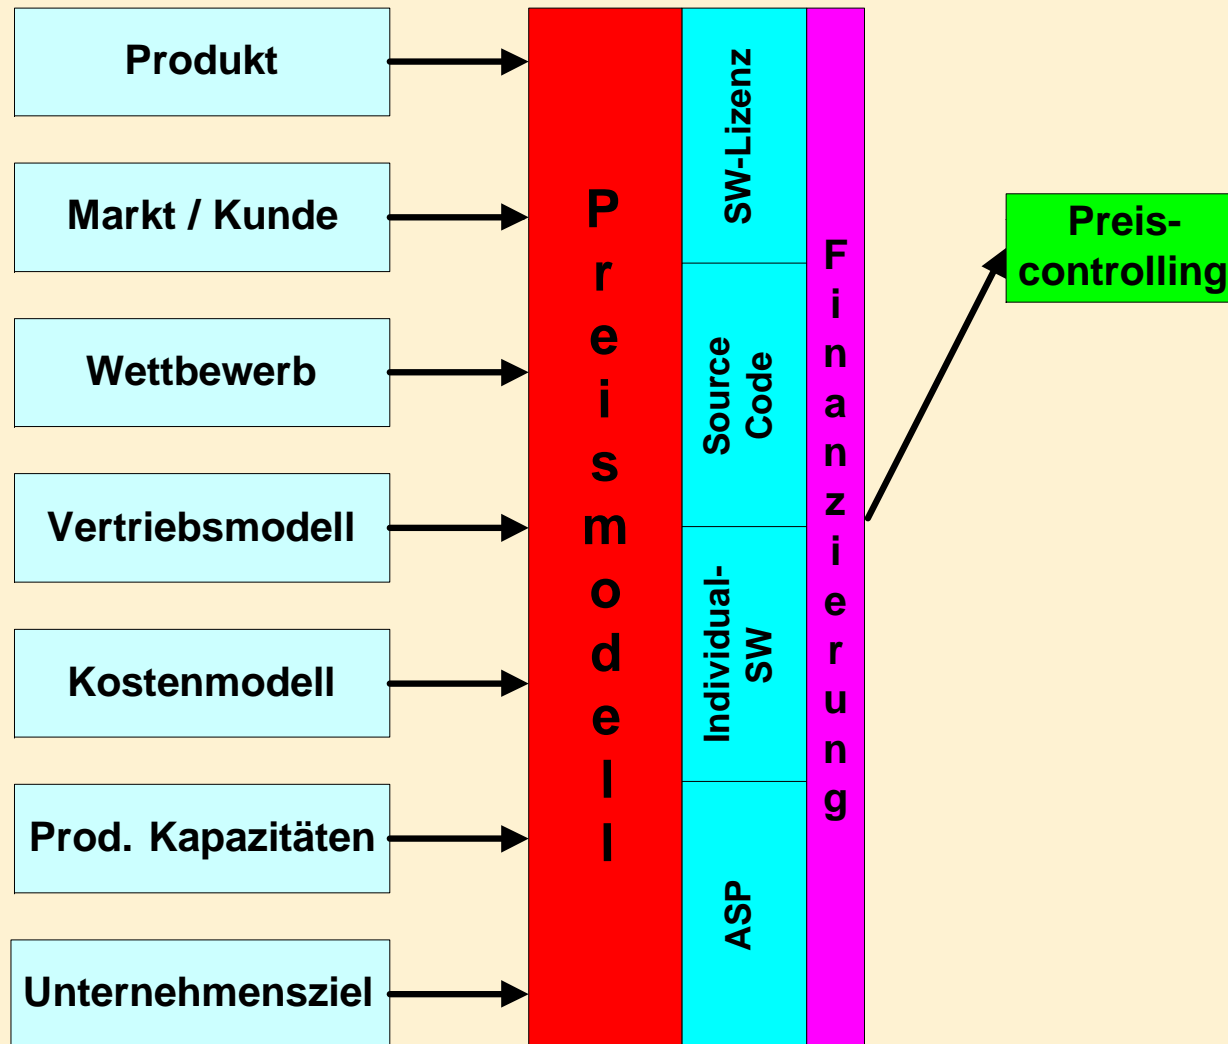 Produkt
Markt / Kunde
Wettbewerb
Vertriebsmodell
Kostenmodell
Prod. Kapazitäten
Unternehmensziel
Preismodell
SW-Lizenz
Source
Code
Individual-
SW
ASP
Finanzierung
Preis-
controlling